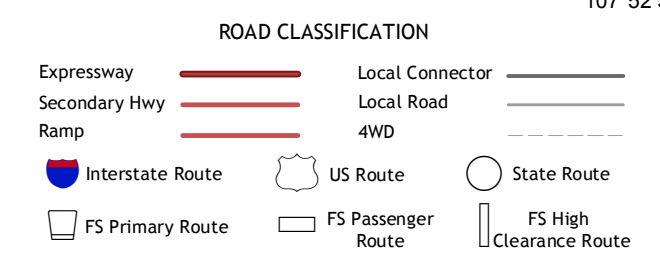 ROAD CLASSIFICATION
Expressway
Local Connector
Secondary Hwy
Local Road
Ramp
4WD
Interstate Route
US Route
State Route
FS Primary Route
FS Passenger
Route
FS High
Clearance Route